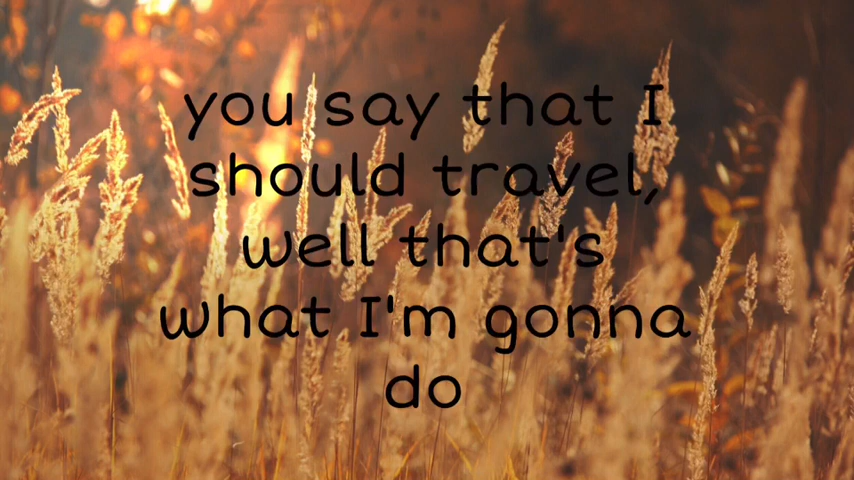 you say that I
should travel,
well that's
what I'm gonna
do